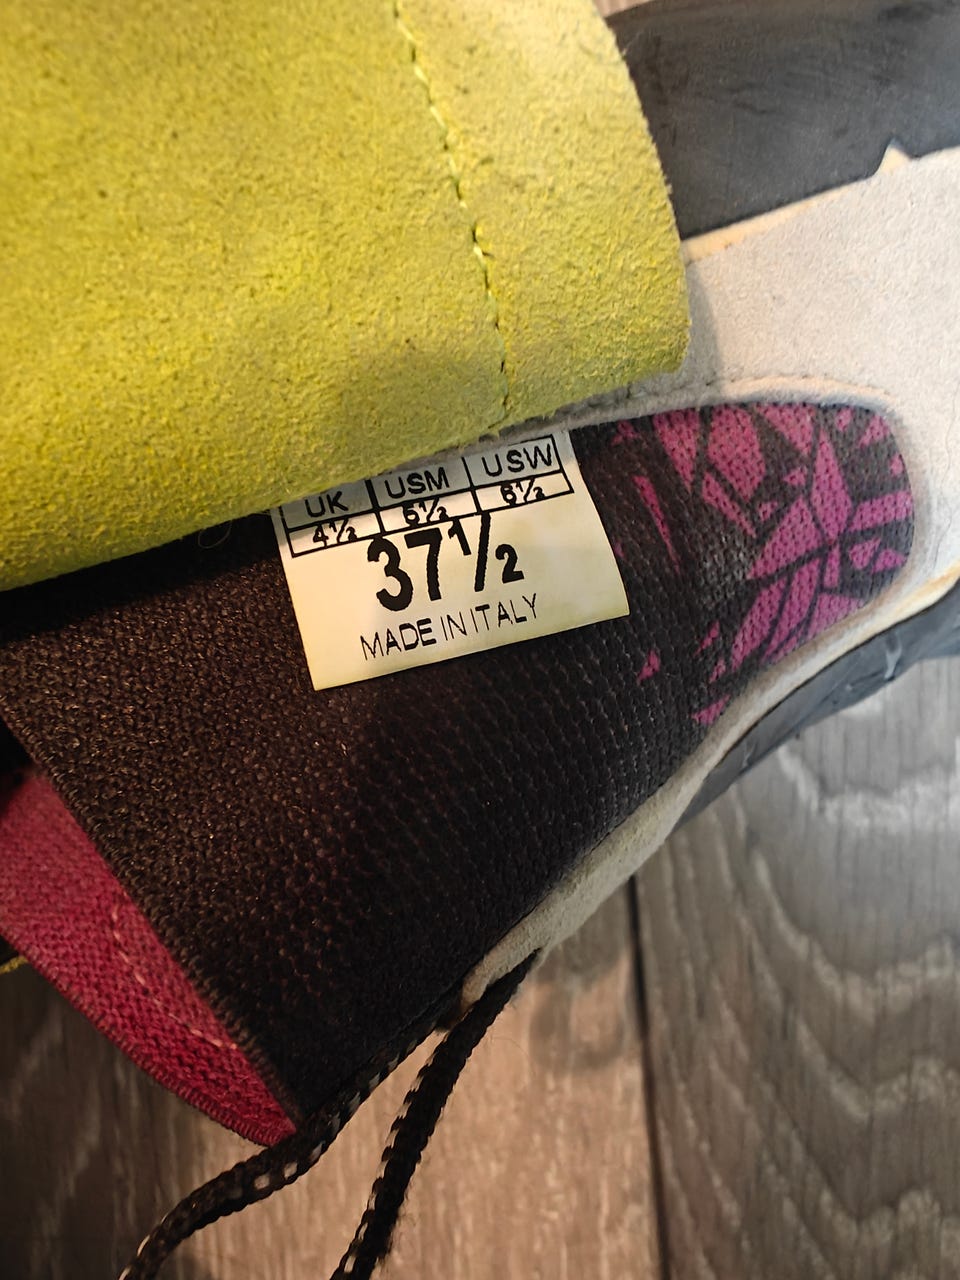 UK USM USW
4½ 5½ 6½
37½
MADE IN ITALY